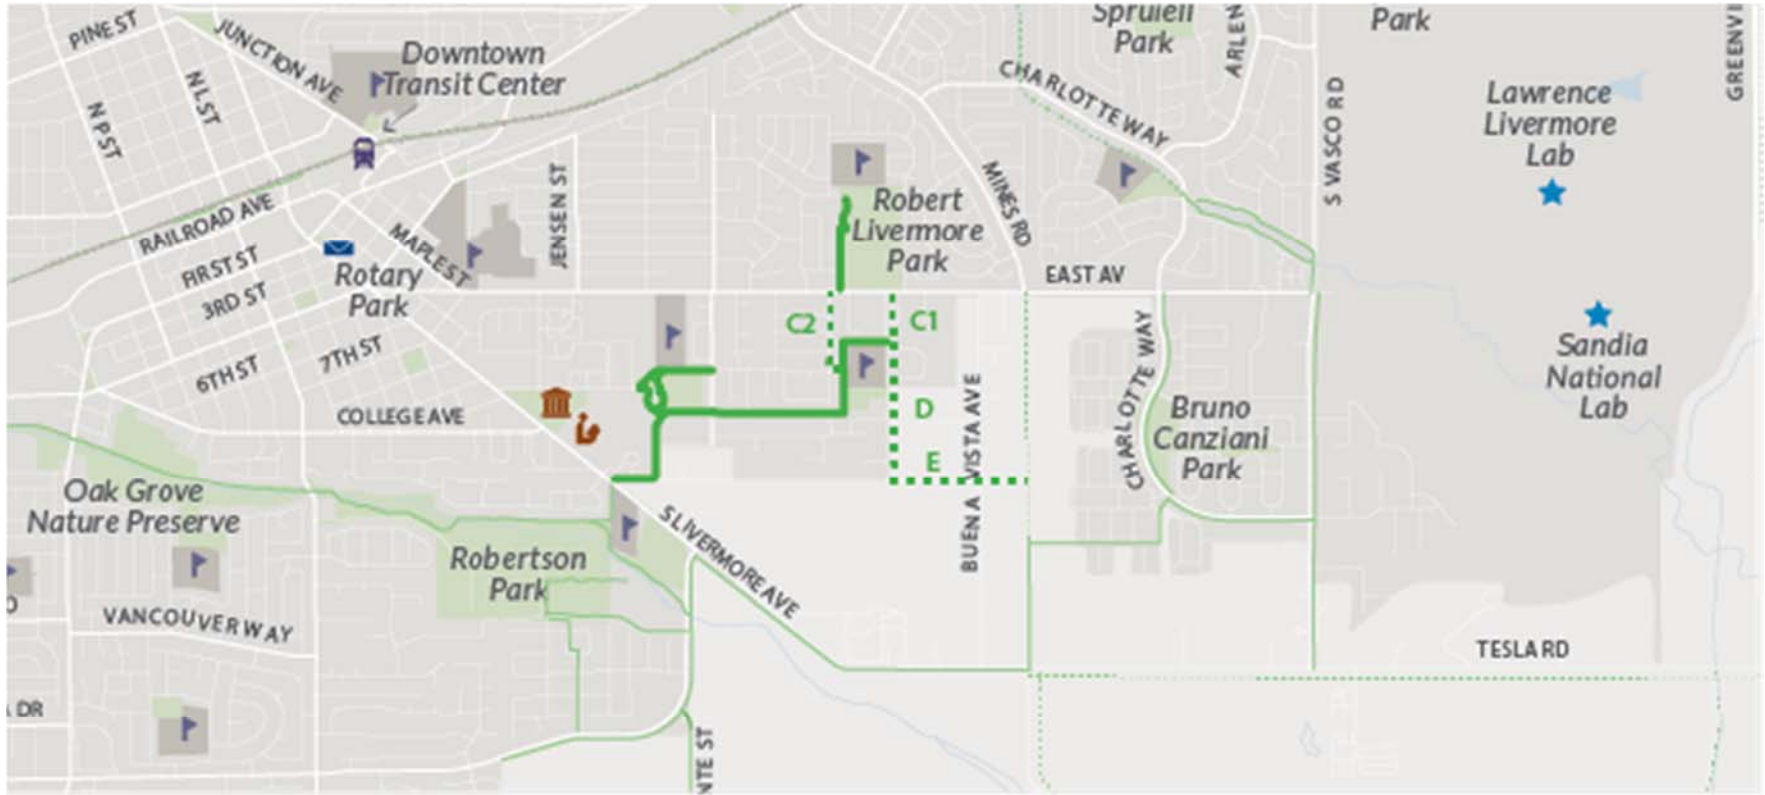 PINE ST
JUNCTION AVE
Downtown
Transit Center
N L ST
N P ST
RAILROAD AVE
FIRST ST
3RD ST
6TH ST
7TH ST
MAPLE ST
Rotary
Park
JENSEN ST
COLLEGE AVE
Spruiell
Park
ARLEN
Park
GREENVI
CHARLOTTE WAY
S VASCO RD
Lawrence
Livermore
Lab
MINES RD
Robert
Livermore
Park
EAST AV
C2
C1
D
E
BUENA VISTA AVE
CHARLOTTE WAY
Bruno
Canziani
Park
Sandia
National
Lab
Oak Grove
Nature Preserve
Robertson
Park
S LIVERMORE AVE
VANCOUVER WAY
TESLA RD
DR
NTE ST